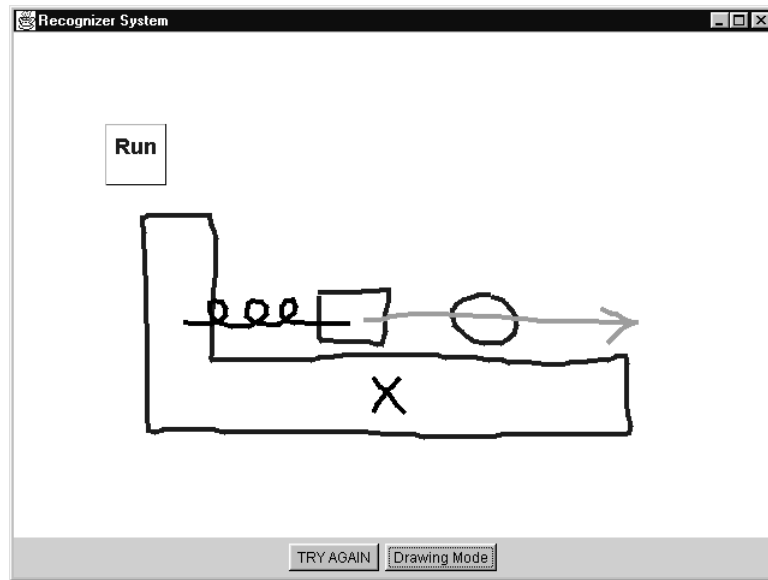 Recognizer System
Run
X
TRY AGAIN
Drawing Mode